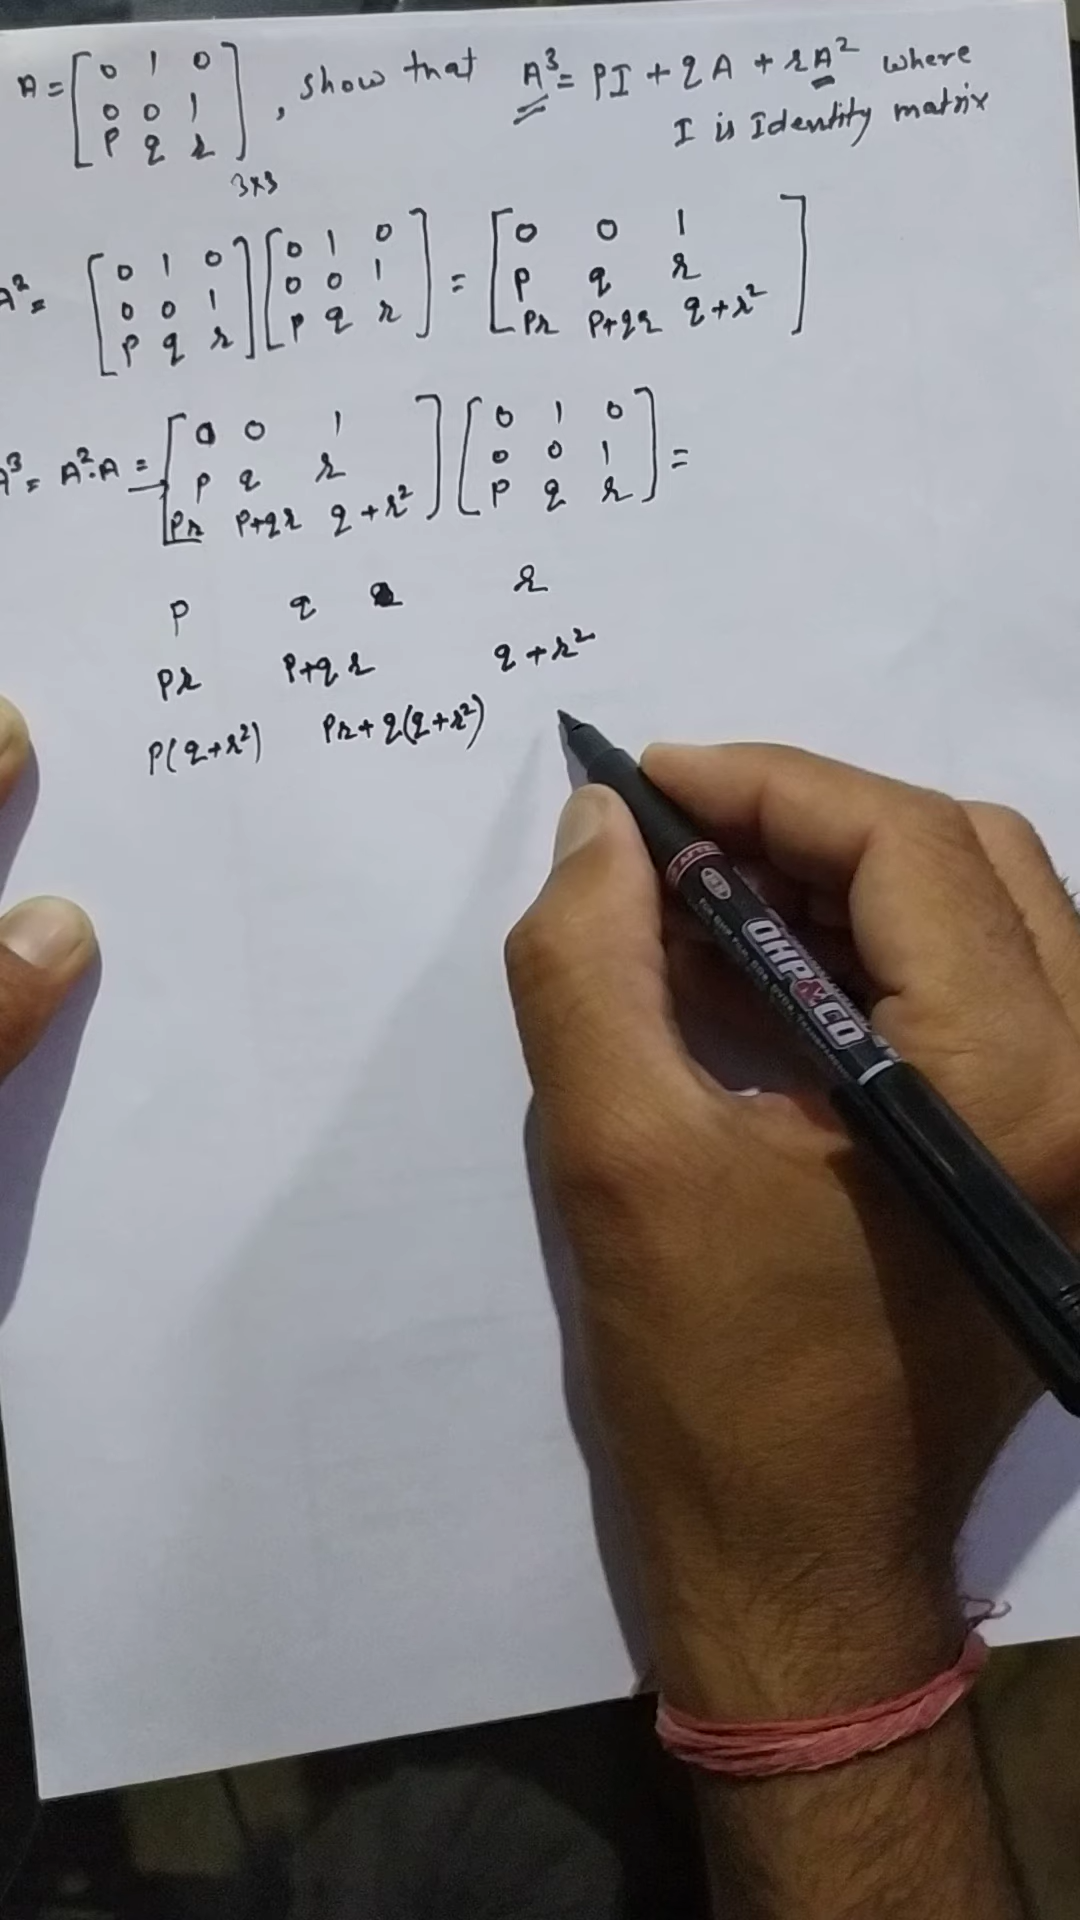 A = [0 1 0 , show that A³ = PI + qA + rA² where
0 0 1 I is Identity matrix
P q r]
3×3
A² = [0 1 0 [0 1 0 = [0 0 1
0 0 1 0 0 1 P q r
P q r] P q r] Pr P+qr q+r²]
A³ = A²·A = [0 0 1 [0 1 0 =
P q r 0 0 1
Pr P+qr q+r²] P q r]
P q r
Pr P+qr q+r²
P(q+r²) Pr+q(q+r²)
OHP&CD